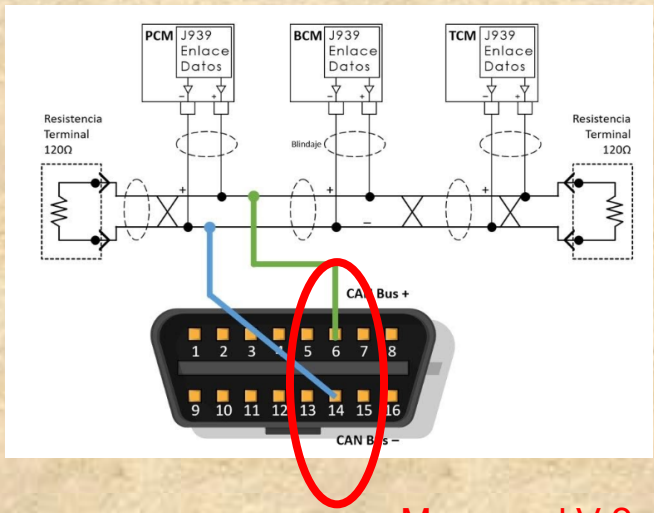 PCM J939 Enlace Datos
BCM J939 Enlace Datos
TCM J939 Enlace Datos
– +
– +
– +
Resistencia
Terminal
120Ω
Blindaje
Resistencia
Terminal
120Ω
+ + +
–
CAN Bus +
1 2 3 4 5 6 7 8
9 10 11 12 13 14 15 16
CAN Bus –